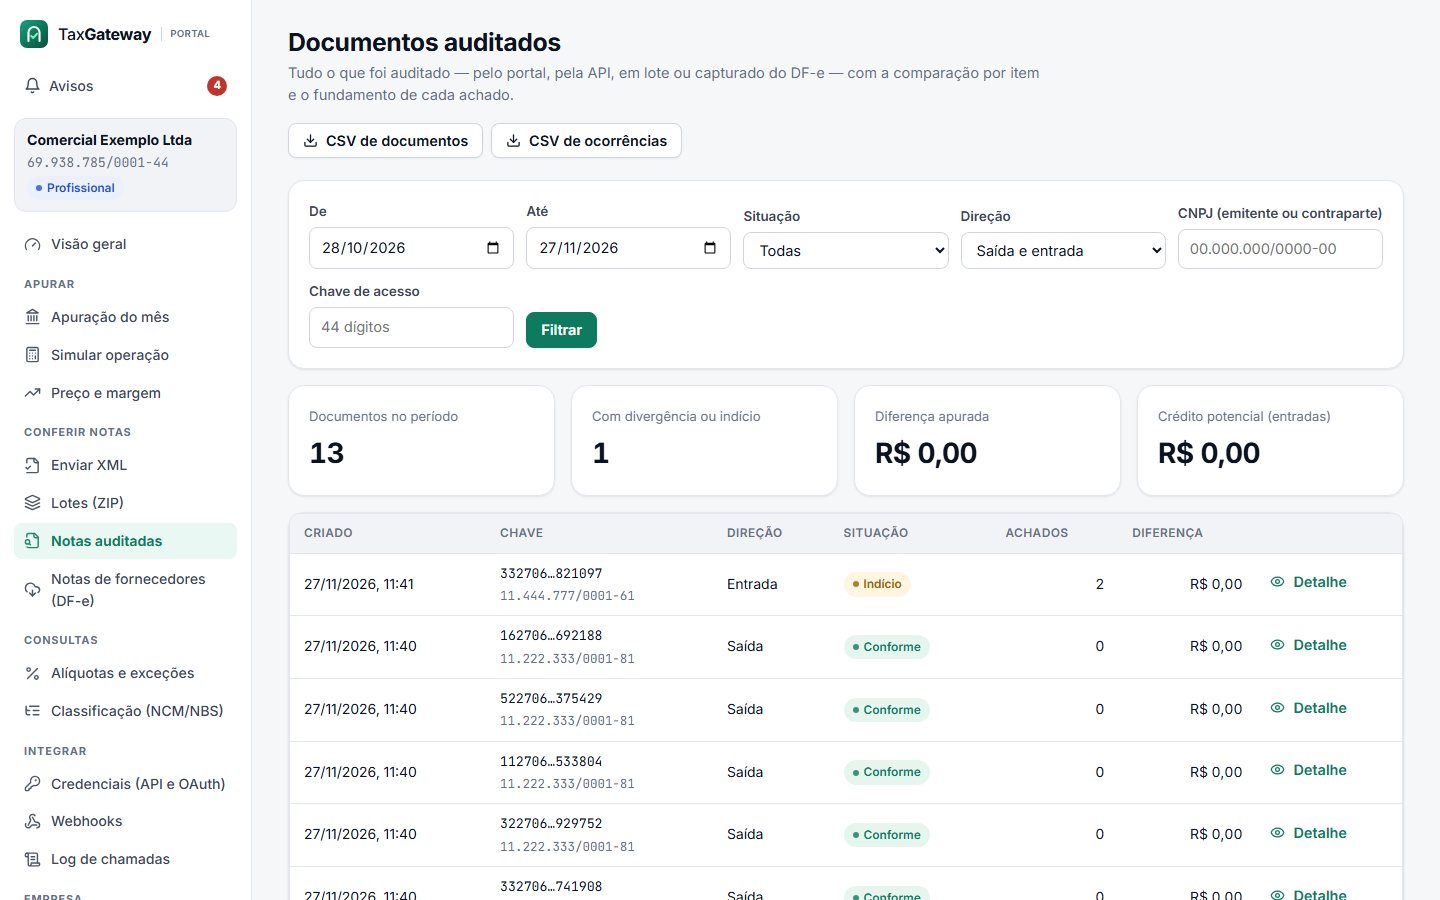 TaxGateway PORTAL
Avisos 4
Comercial Exemplo Ltda
69.938.785/0001-44
Profissional
Visão geral
APURAR
Apuração do mês
Simular operação
Preço e margem
CONFERIR NOTAS
Enviar XML
Lotes (ZIP)
Notas auditadas
Notas de fornecedores
(DF-e)
CONSULTAS
Alíquotas e exceções
Classificação (NCM/NBS)
INTEGRAR
Credenciais (API e OAuth)
Webhooks
Log de chamadas
EMPRESA
Documentos auditados
Tudo o que foi auditado — pelo portal, pela API, em lote ou capturado do DF-e — com a comparação por item
e o fundamento de cada achado.
CSV de documentos CSV de ocorrências
De Até Situação Direção CNPJ (emitente ou contraparte)
28/10/2026 27/11/2026 Todas Saída e entrada 00.000.000/0000-00
Chave de acesso
44 dígitos Filtrar
Documentos no período Com divergência ou indício Diferença apurada Crédito potencial (entradas)
13 1 R$ 0,00 R$ 0,00
CRIADO CHAVE DIREÇÃO SITUAÇÃO ACHADOS DIFERENÇA
27/11/2026, 11:41 332706…821097 Entrada Indício 2 R$ 0,00 Detalhe
11.444.777/0001-61
27/11/2026, 11:40 162706…692188 Saída Conforme 0 R$ 0,00 Detalhe
11.222.333/0001-81
27/11/2026, 11:40 522706…375429 Saída Conforme 0 R$ 0,00 Detalhe
11.222.333/0001-81
27/11/2026, 11:40 112706…533804 Saída Conforme 0 R$ 0,00 Detalhe
11.222.333/0001-81
27/11/2026, 11:40 322706…929752 Saída Conforme 0 R$ 0,00 Detalhe
11.222.333/0001-81
27/11/2026, 11:40 332706…741908 Saída Conforme 0 R$ 0,00 Detalhe